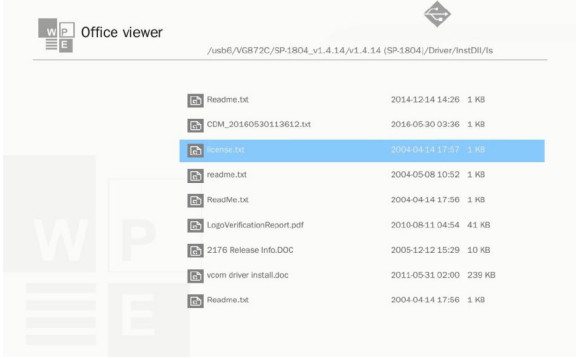 W P E
Office viewer
/usb6/VG872C/SP-1804_v1.4.14/v1.4.14 (SP-1804)/Driver/InstDll/Is
Readme.txt 2014-12-14 14:26 1 KB
CDM_20160530113612.txt 2016-05-30 03:36 1 KB
license.txt 2004-04-14 17:57 1 KB
readme.txt 2004-05-08 10:52 1 KB
ReadMe.txt 2004-04-14 17:56 1 KB
LogoVerificationReport.pdf 2010-08-11 04:54 41 KB
2176 Release Info.DOC 2005-12-12 15:29 10 KB
vcom driver install.doc 2011-05-31 02:00 239 KB
Readme.txt 2004-04-14 17:56 1 KB
W P
E